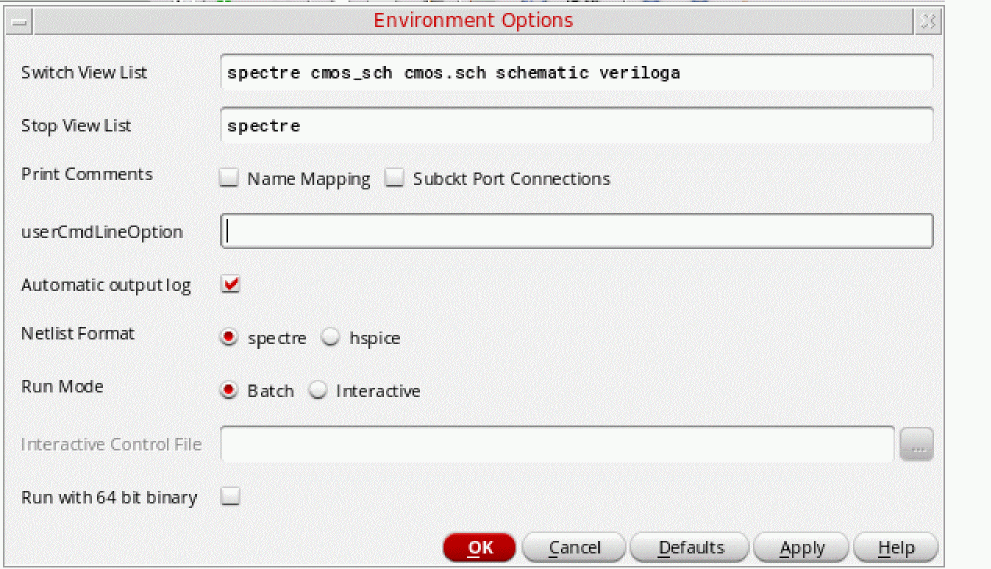 Environment Options
Switch View List spectre cmos_sch cmos.sch schematic veriloga
Stop View List spectre
Print Comments Name Mapping Subckt Port Connections
userCmdLineOption
Automatic output log
Netlist Format spectre hspice
Run Mode Batch Interactive
Interactive Control File ...
Run with 64 bit binary
OK Cancel Defaults Apply Help